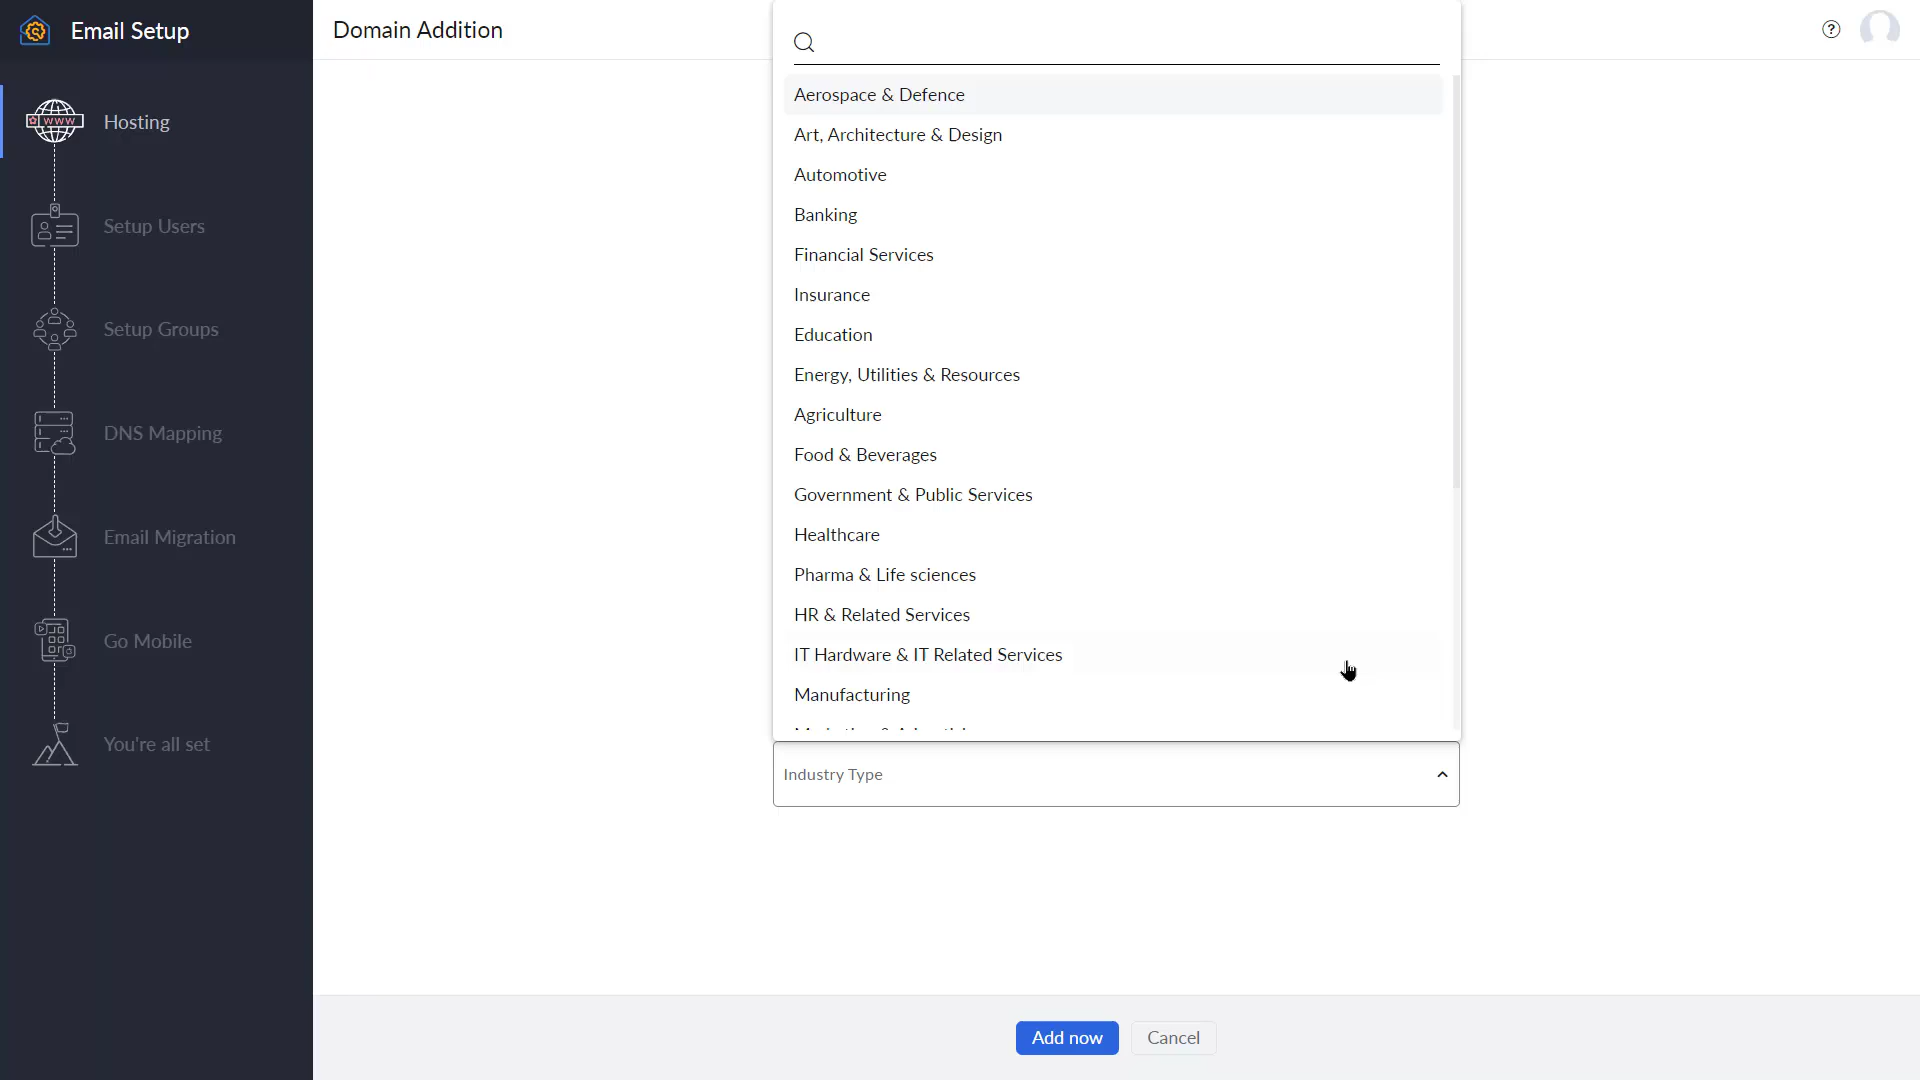 Email Setup
Domain Addition
Hosting
WWW
Setup Users
Setup Groups
DNS Mapping
Email Migration
Go Mobile
You're all set
Aerospace & Defence
Art, Architecture & Design
Automotive
Banking
Financial Services
Insurance
Education
Energy, Utilities & Resources
Agriculture
Food & Beverages
Government & Public Services
Healthcare
Pharma & Life sciences
HR & Related Services
IT Hardware & IT Related Services
Manufacturing
Industry Type
Add now
Cancel